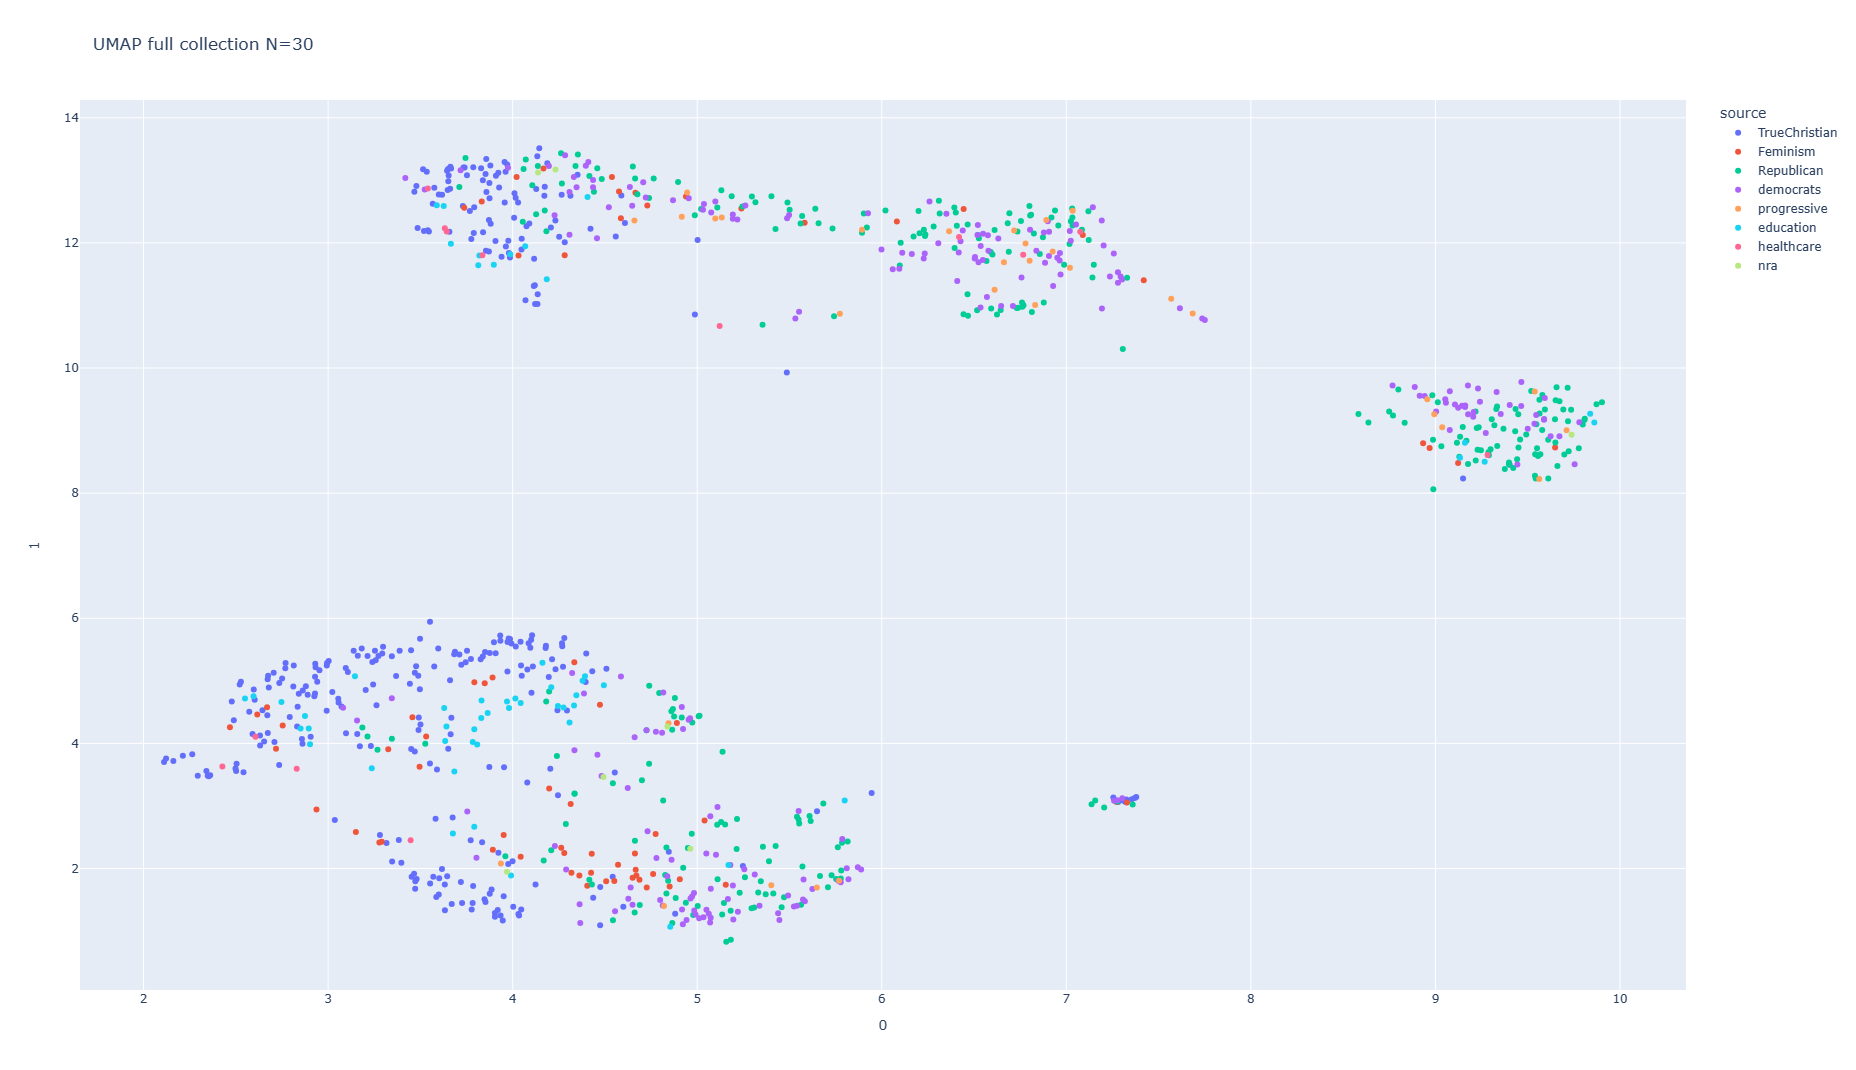 UMAP full collection N=30
source
TrueChristian
Feminism
Republican
democrats
progressive
education
healthcare
nra
14
12
10
8
6
4
2
1
2 3 4 5 6 7 8 9 10
0